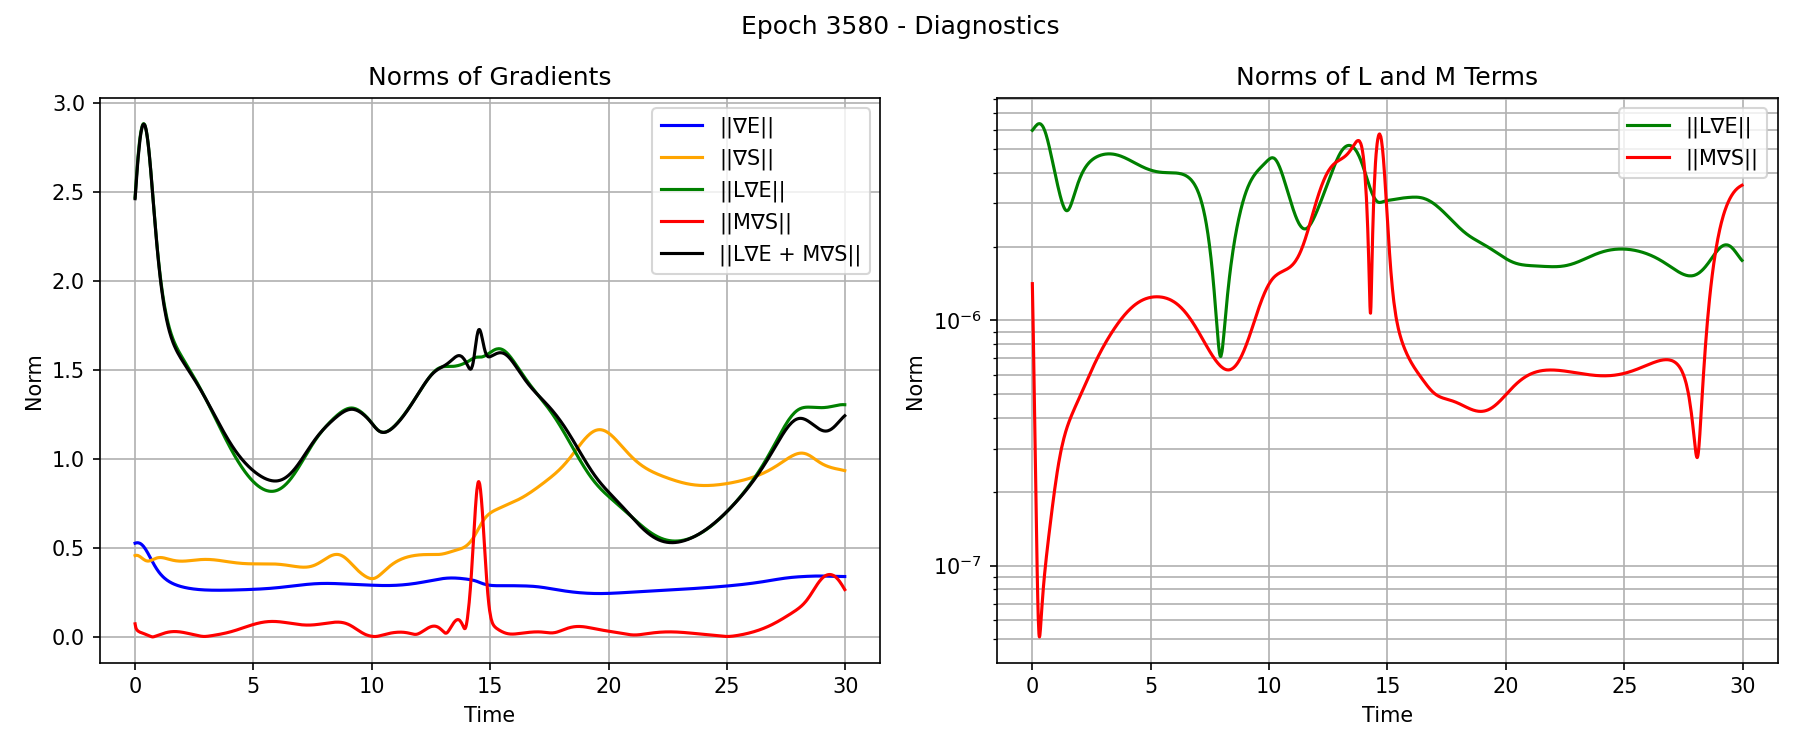 Epoch 3580 - Diagnostics
Norms of Gradients
3.0
2.5
2.0
1.5
1.0
0.5
0.0
Norm
0 5 10 15 20 25 30
Time
||∇E||
||∇S||
||L∇E||
||M∇S||
||L∇E + M∇S||
Norms of L and M Terms
10⁻⁶
10⁻⁷
Norm
0 5 10 15 20 25 30
Time
||L∇E||
||M∇S||